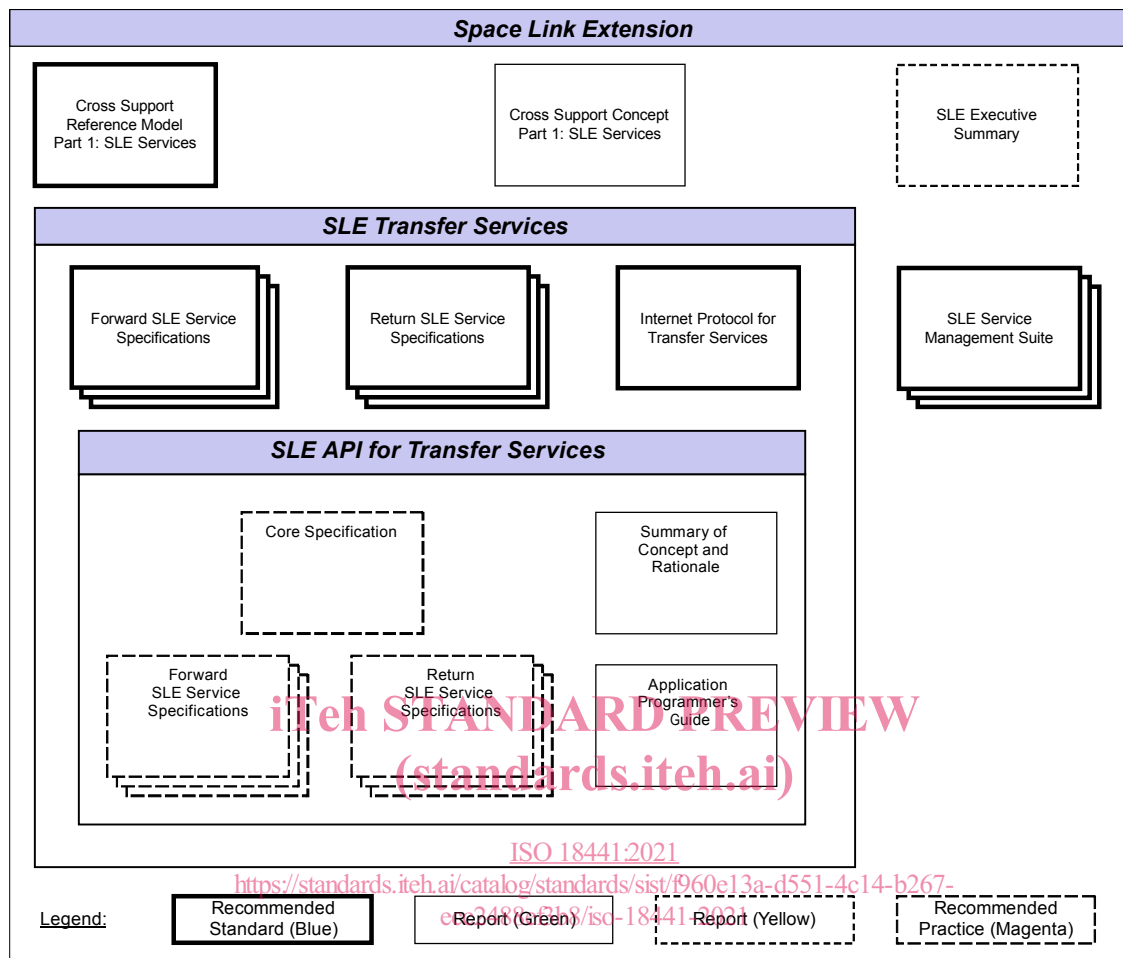 Space Link Extension
Cross Support
Reference Model
Part 1: SLE Services
Cross Support Concept
Part 1: SLE Services
SLE Executive
Summary
SLE Transfer Services
Forward SLE Service
Specifications
Return SLE Service
Specifications
Internet Protocol for
Transfer Services
SLE Service
Management Suite
SLE API for Transfer Services
Core Specification
Summary of
Concept and
Rationale
Forward
SLE Service
Specifications
Return
SLE Service
Specifications
Application
Programmer's
Guide
iTeh STANDARD PREVIEW
(standards.iteh.ai)
ISO 18441:2021
https://standards.iteh.ai/catalog/standards/sist/f960e13a-d551-4c14-b267-
/iso-18441-2021
Legend:
Recommended
Standard (Blue)
Report (Green)
Report (Yellow)
Recommended
Practice (Magenta)